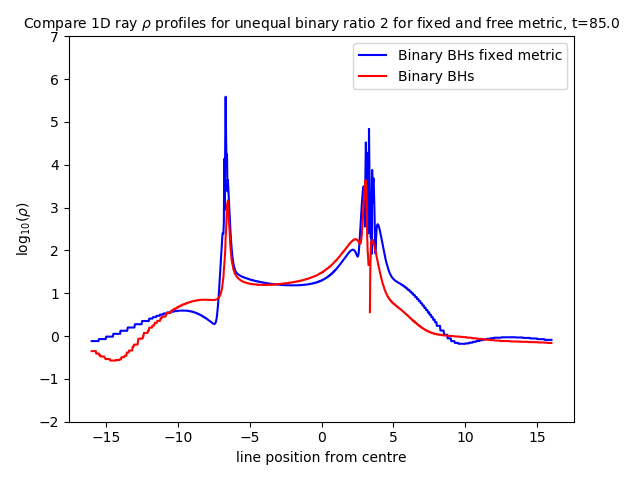 Compare 1D ray ρ profiles for unequal binary ratio 2 for fixed and free metric, t=85.0
Binary BHs fixed metric
Binary BHs
7
6
5
4
3
2
1
0
−1
−2
log₁₀(ρ)
−15 −10 −5 0 5 10 15
line position from centre